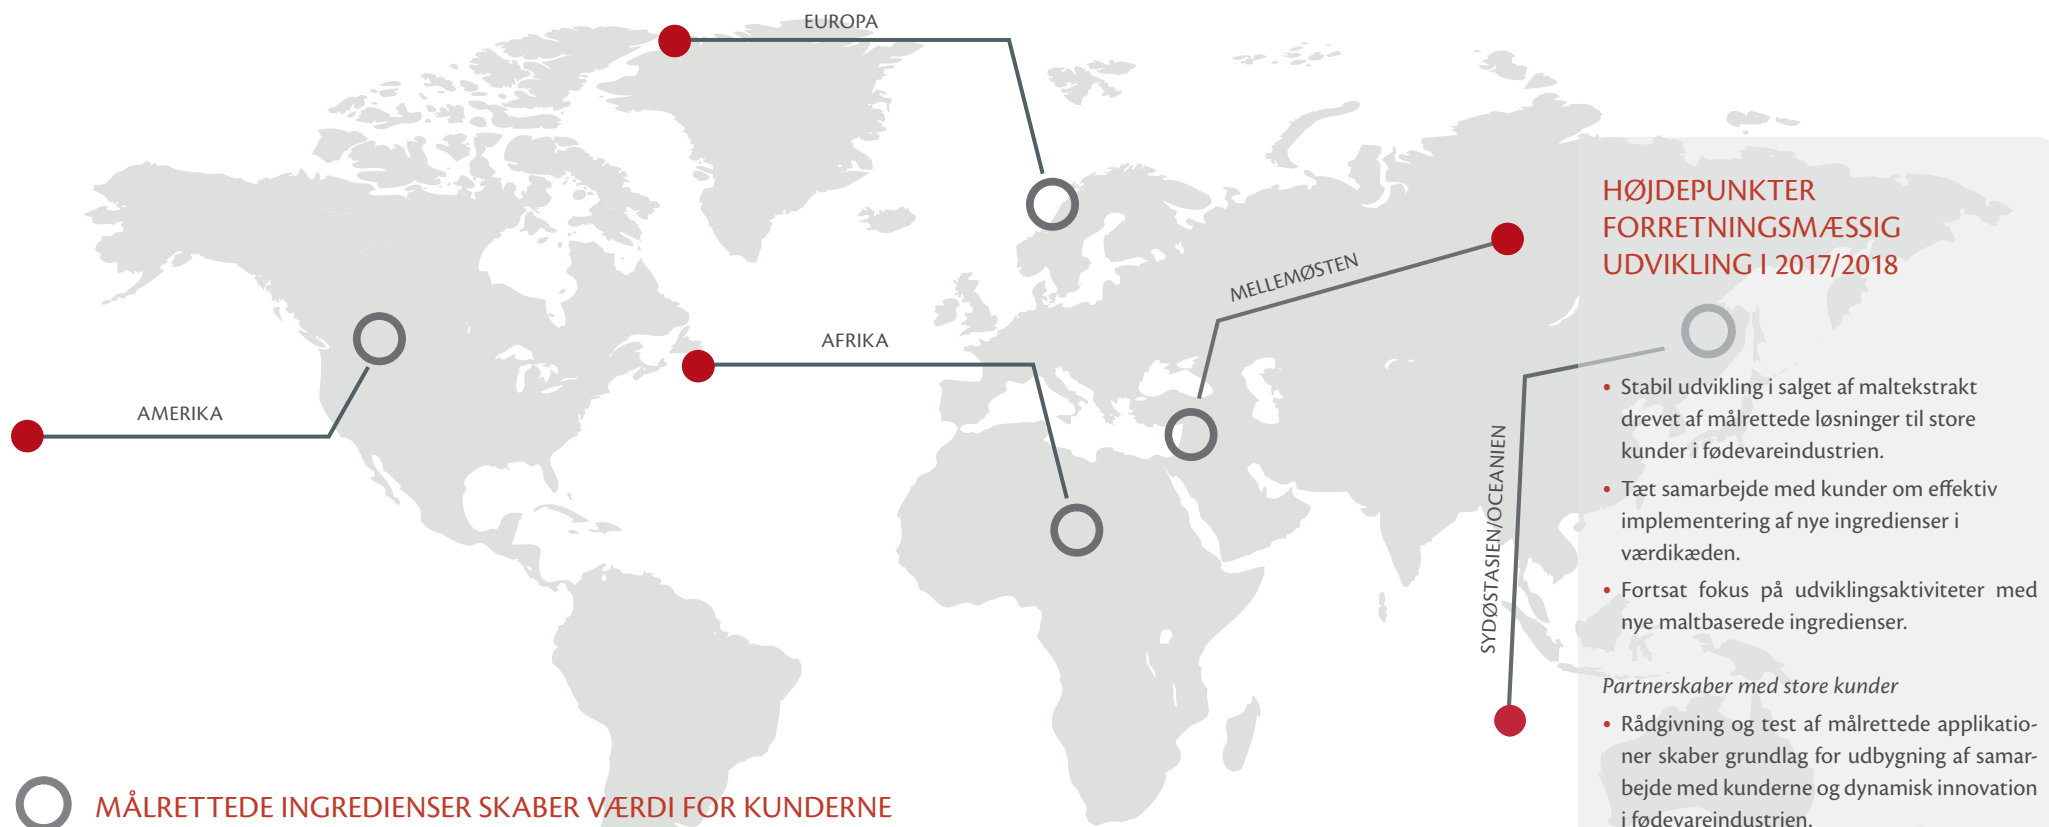 EUROPA
MELLEMØSTEN
AFRIKA
AMERIKA
SYDØSTASIEN/OCEANIEN
MÅLRETTEDE INGREDIENSER SKABER VÆRDI FOR KUNDERNE
HØJDEPUNKTER
FORRETNINGSMÆSSIG
UDVIKLING I 2017/2018
• Stabil udvikling i salget af maltekstrakt
drevet af målrettede løsninger til store
kunder i fødevareindustrien.
• Tæt samarbejde med kunder om effektiv
implementering af nye ingredienser i
værdikæden.
• Fortsat fokus på udviklingsaktiviteter med
nye maltbaserede ingredienser.
Partnerskaber med store kunder
• Rådgivning og test af målrettede applikatio-
ner skaber grundlag for udbygning af samar-
bejde med kunderne og dynamisk innovation
i fødevareindustrien.